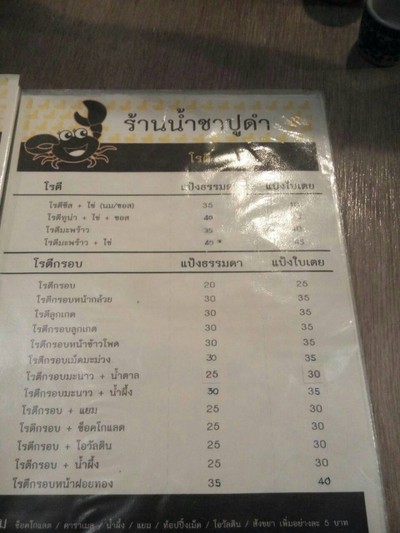 ร้านน้ำชาปูดำ
โรตี
โรตี แป้งธรรมดา แป้งใบเตย
โรตีชีส + ไข่ (นม/ซอส) 35
โรตีทูน่า + ไข่ + ซอส 40
โรตีมะพร้าว 35
โรตีมะพร้าว + ไข่ 40 45
โรตีกรอบ แป้งธรรมดา แป้งใบเตย
โรตีกรอบ 20 25
โรตีกรอบหน้ากล้วย 30 35
โรตีลูกเกด 30 35
โรตีกรอบลูกเกด 30 35
โรตีกรอบหน้าข้าวโพด 30 35
โรตีกรอบเม็ดมะม่วง 30 35
โรตีกรอบมะนาว + น้ำตาล 25 30
โรตีกรอบมะนาว + น้ำผึ้ง 30 35
โรตีกรอบ + แยม 25 30
โรตีกรอบ + ช็อคโกแลต 25 30
โรตีกรอบ + โอวัลติน 25 30
โรตีกรอบ + น้ำผึ้ง 25 30
โรตีกรอบหน้าฝอยทอง 35 40
ช็อคโกแลต / คาราเมล / น้ำผึ้ง / แยม / ท้อปปิ้งเม็ด / โอวัลติน / สังขยา เพิ่มอย่างละ 5 บาท